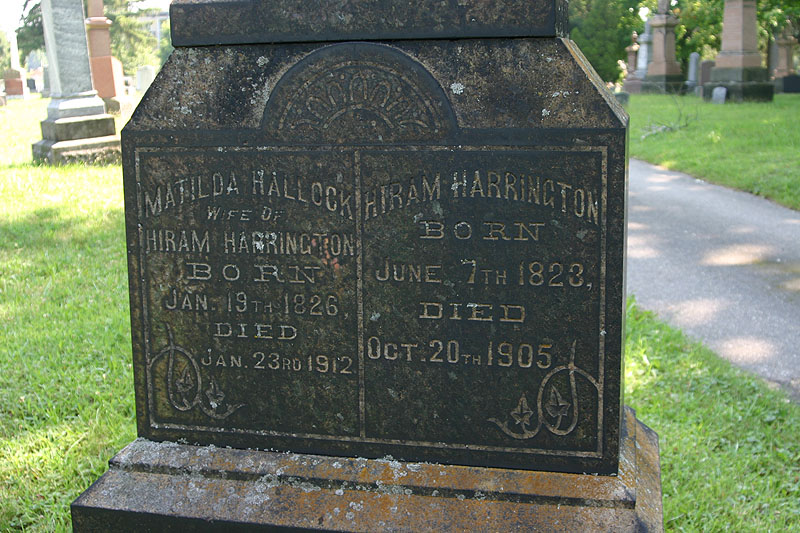 MATILDA HALLOCK
WIFE OF
HIRAM HARRINGTON
BORN
JAN. 19TH 1826,
DIED
JAN. 23RD 1912
HIRAM HARRINGTON
BORN
JUNE 7TH 1823,
DIED
OCT. 20TH 1905